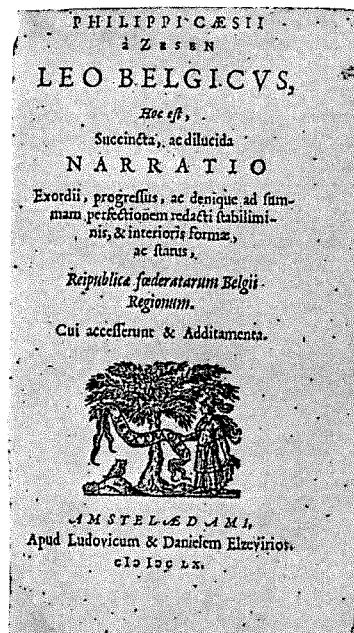 PHILIPPI CÆSII
à ZESEN
LEO BELGICVS,
Hoc eſt,
Succincta, ac dilucida
NARRATIO
Exordii, progreſſus, ac denique ad ſum-
mam perfectionem redacti ſtabilimi-
nis, & interioris formæ,
ac ſtatus,
Reipublicæ fœderatarum Belgii
Regionum.
Cui acceſſerunt & Additamenta.
AMSTELÆDAMI,
Apud Ludovicum & Danielem Elzevirios.
cIɔ Iɔc LX.